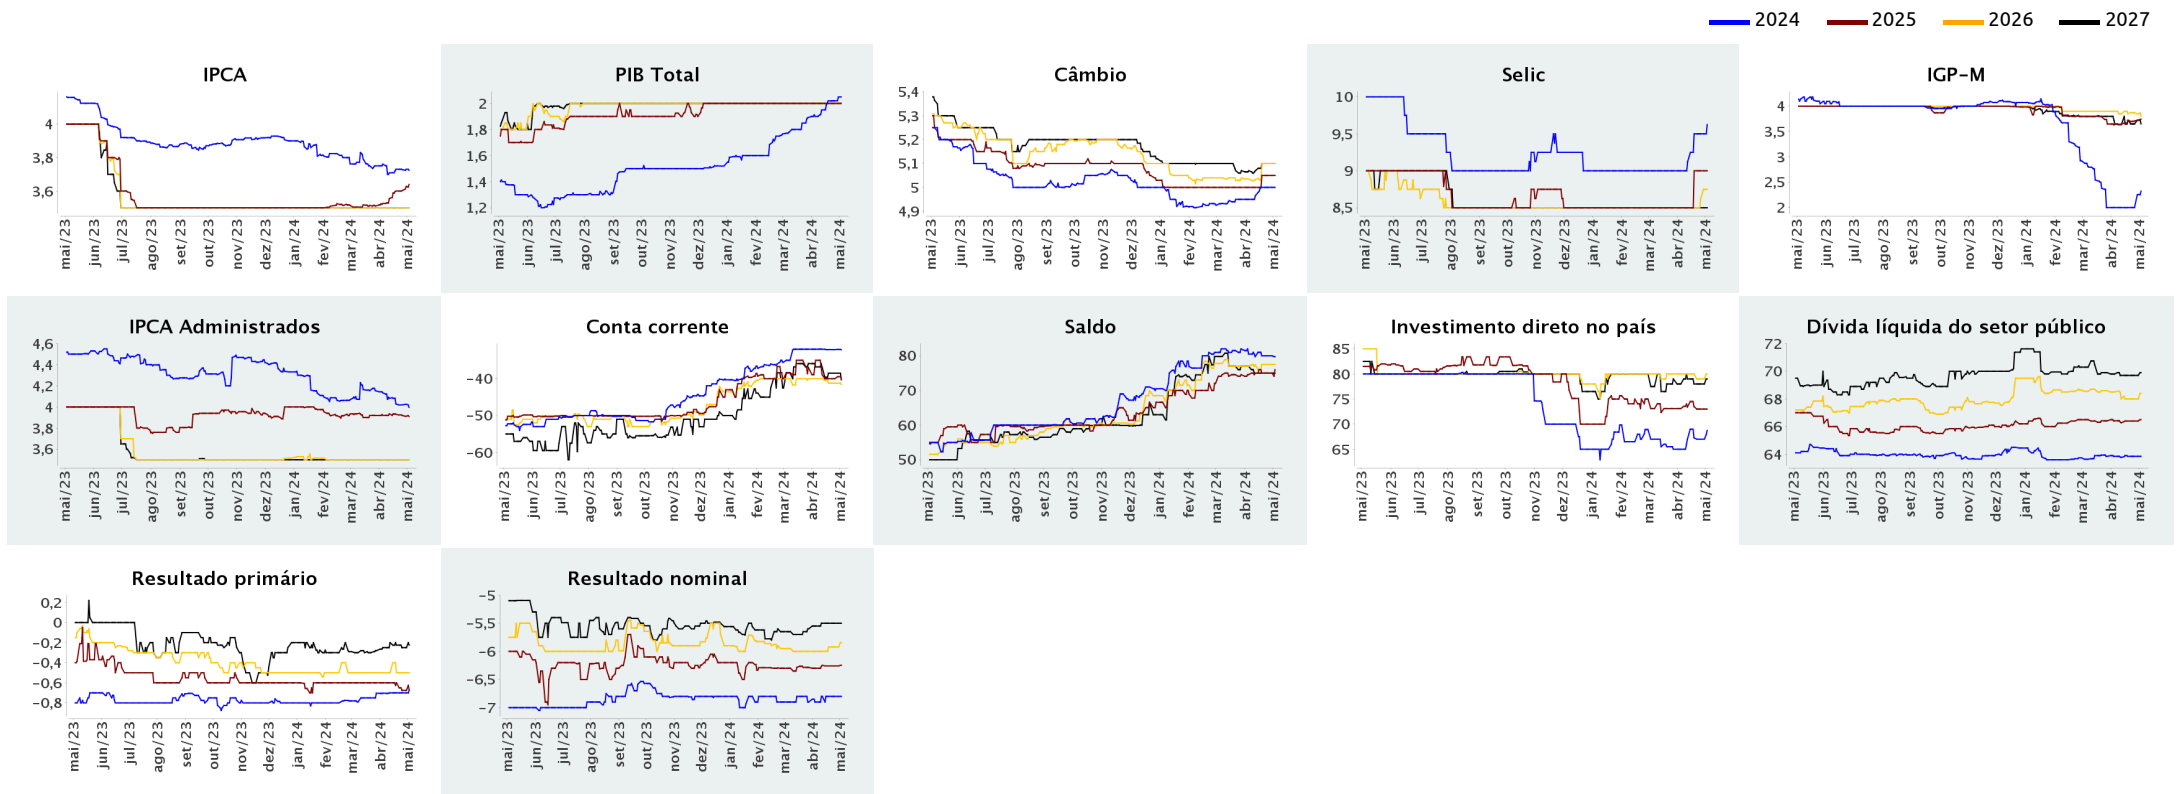 2024 2025 2026 2027
IPCA
4
3,8
3,6
mai/23 jun/23 jul/23 ago/23 set/23 out/23 nov/23 dez/23 jan/24 fev/24 mar/24 abr/24 mai/24
PIB Total
2
1,8
1,6
1,4
1,2
mai/23 jun/23 jul/23 ago/23 set/23 out/23 nov/23 dez/23 jan/24 fev/24 mar/24 abr/24 mai/24
Câmbio
5,4
5,3
5,2
5,1
5
4,9
mai/23 jun/23 jul/23 ago/23 set/23 out/23 nov/23 dez/23 jan/24 fev/24 mar/24 abr/24 mai/24
Selic
10
9,5
9
8,5
mai/23 jun/23 jul/23 ago/23 set/23 out/23 nov/23 dez/23 jan/24 fev/24 mar/24 abr/24 mai/24
IGP-M
4
3,5
3
2,5
2
mai/23 jun/23 jul/23 ago/23 set/23 out/23 nov/23 dez/23 jan/24 fev/24 mar/24 abr/24 mai/24
IPCA Administrados
4,6
4,4
4,2
4
3,8
3,6
mai/23 jun/23 jul/23 ago/23 set/23 out/23 nov/23 dez/23 jan/24 fev/24 mar/24 abr/24 mai/24
Conta corrente
-40
-50
-60
mai/23 jun/23 jul/23 ago/23 set/23 out/23 nov/23 dez/23 jan/24 fev/24 mar/24 abr/24 mai/24
Saldo
80
70
60
50
mai/23 jun/23 jul/23 ago/23 set/23 out/23 nov/23 dez/23 jan/24 fev/24 mar/24 abr/24 mai/24
Investimento direto no país
85
80
75
70
65
mai/23 jun/23 jul/23 ago/23 set/23 out/23 nov/23 dez/23 jan/24 fev/24 mar/24 abr/24 mai/24
Dívida líquida do setor público
72
70
68
66
64
mai/23 jun/23 jul/23 ago/23 set/23 out/23 nov/23 dez/23 jan/24 fev/24 mar/24 abr/24 mai/24
Resultado primário
0,2
0
-0,2
-0,4
-0,6
-0,8
mai/23 jun/23 jul/23 ago/23 set/23 out/23 nov/23 dez/23 jan/24 fev/24 mar/24 abr/24 mai/24
Resultado nominal
-5
-5,5
-6
-6,5
-7
mai/23 jun/23 jul/23 ago/23 set/23 out/23 nov/23 dez/23 jan/24 fev/24 mar/24 abr/24 mai/24